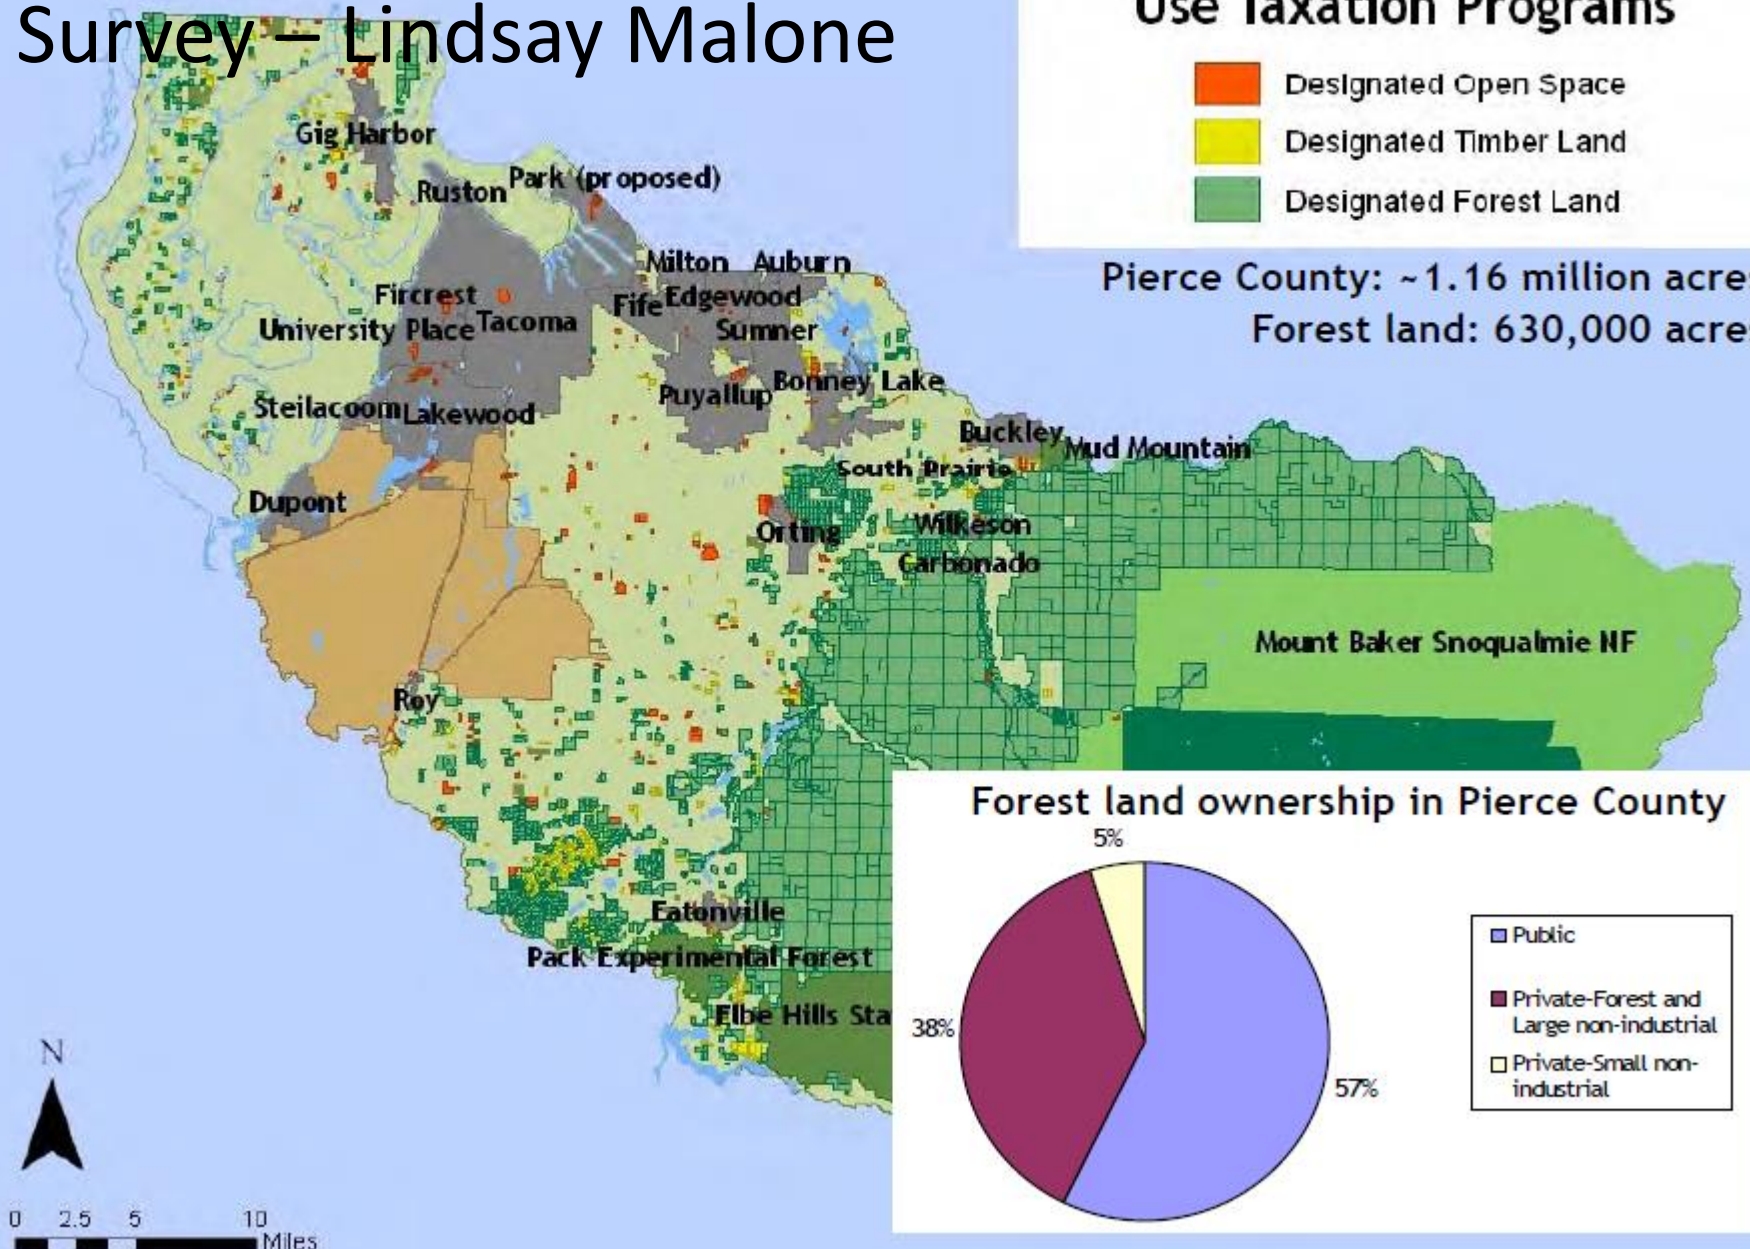 Survey – Lindsay Malone
Use Taxation Programs
Designated Open Space
Designated Timber Land
Designated Forest Land
Pierce County: ~1.16 million acre
Forest land: 630,000 acre
Gig Harbor
Ruston
Park (proposed)
Milton
Auburn
Fircrest
Fife
Edgewood
University Place
Tacoma
Sumner
Steilacoom
Lakewood
Puyallup
Bonney Lake
Buckley
Mud Mountain
South Prairie
Dupont
Orting
Wilkeson
Carbonado
Mount Baker Snoqualmie NF
Roy
Eatonville
Pack Experimental Forest
Elbe Hills Sta
Forest land ownership in Pierce County
5%
38%
57%
Public
Private-Forest and
Large non-industrial
Private-Small non-
industrial
N
0 2.5 5 10
Miles